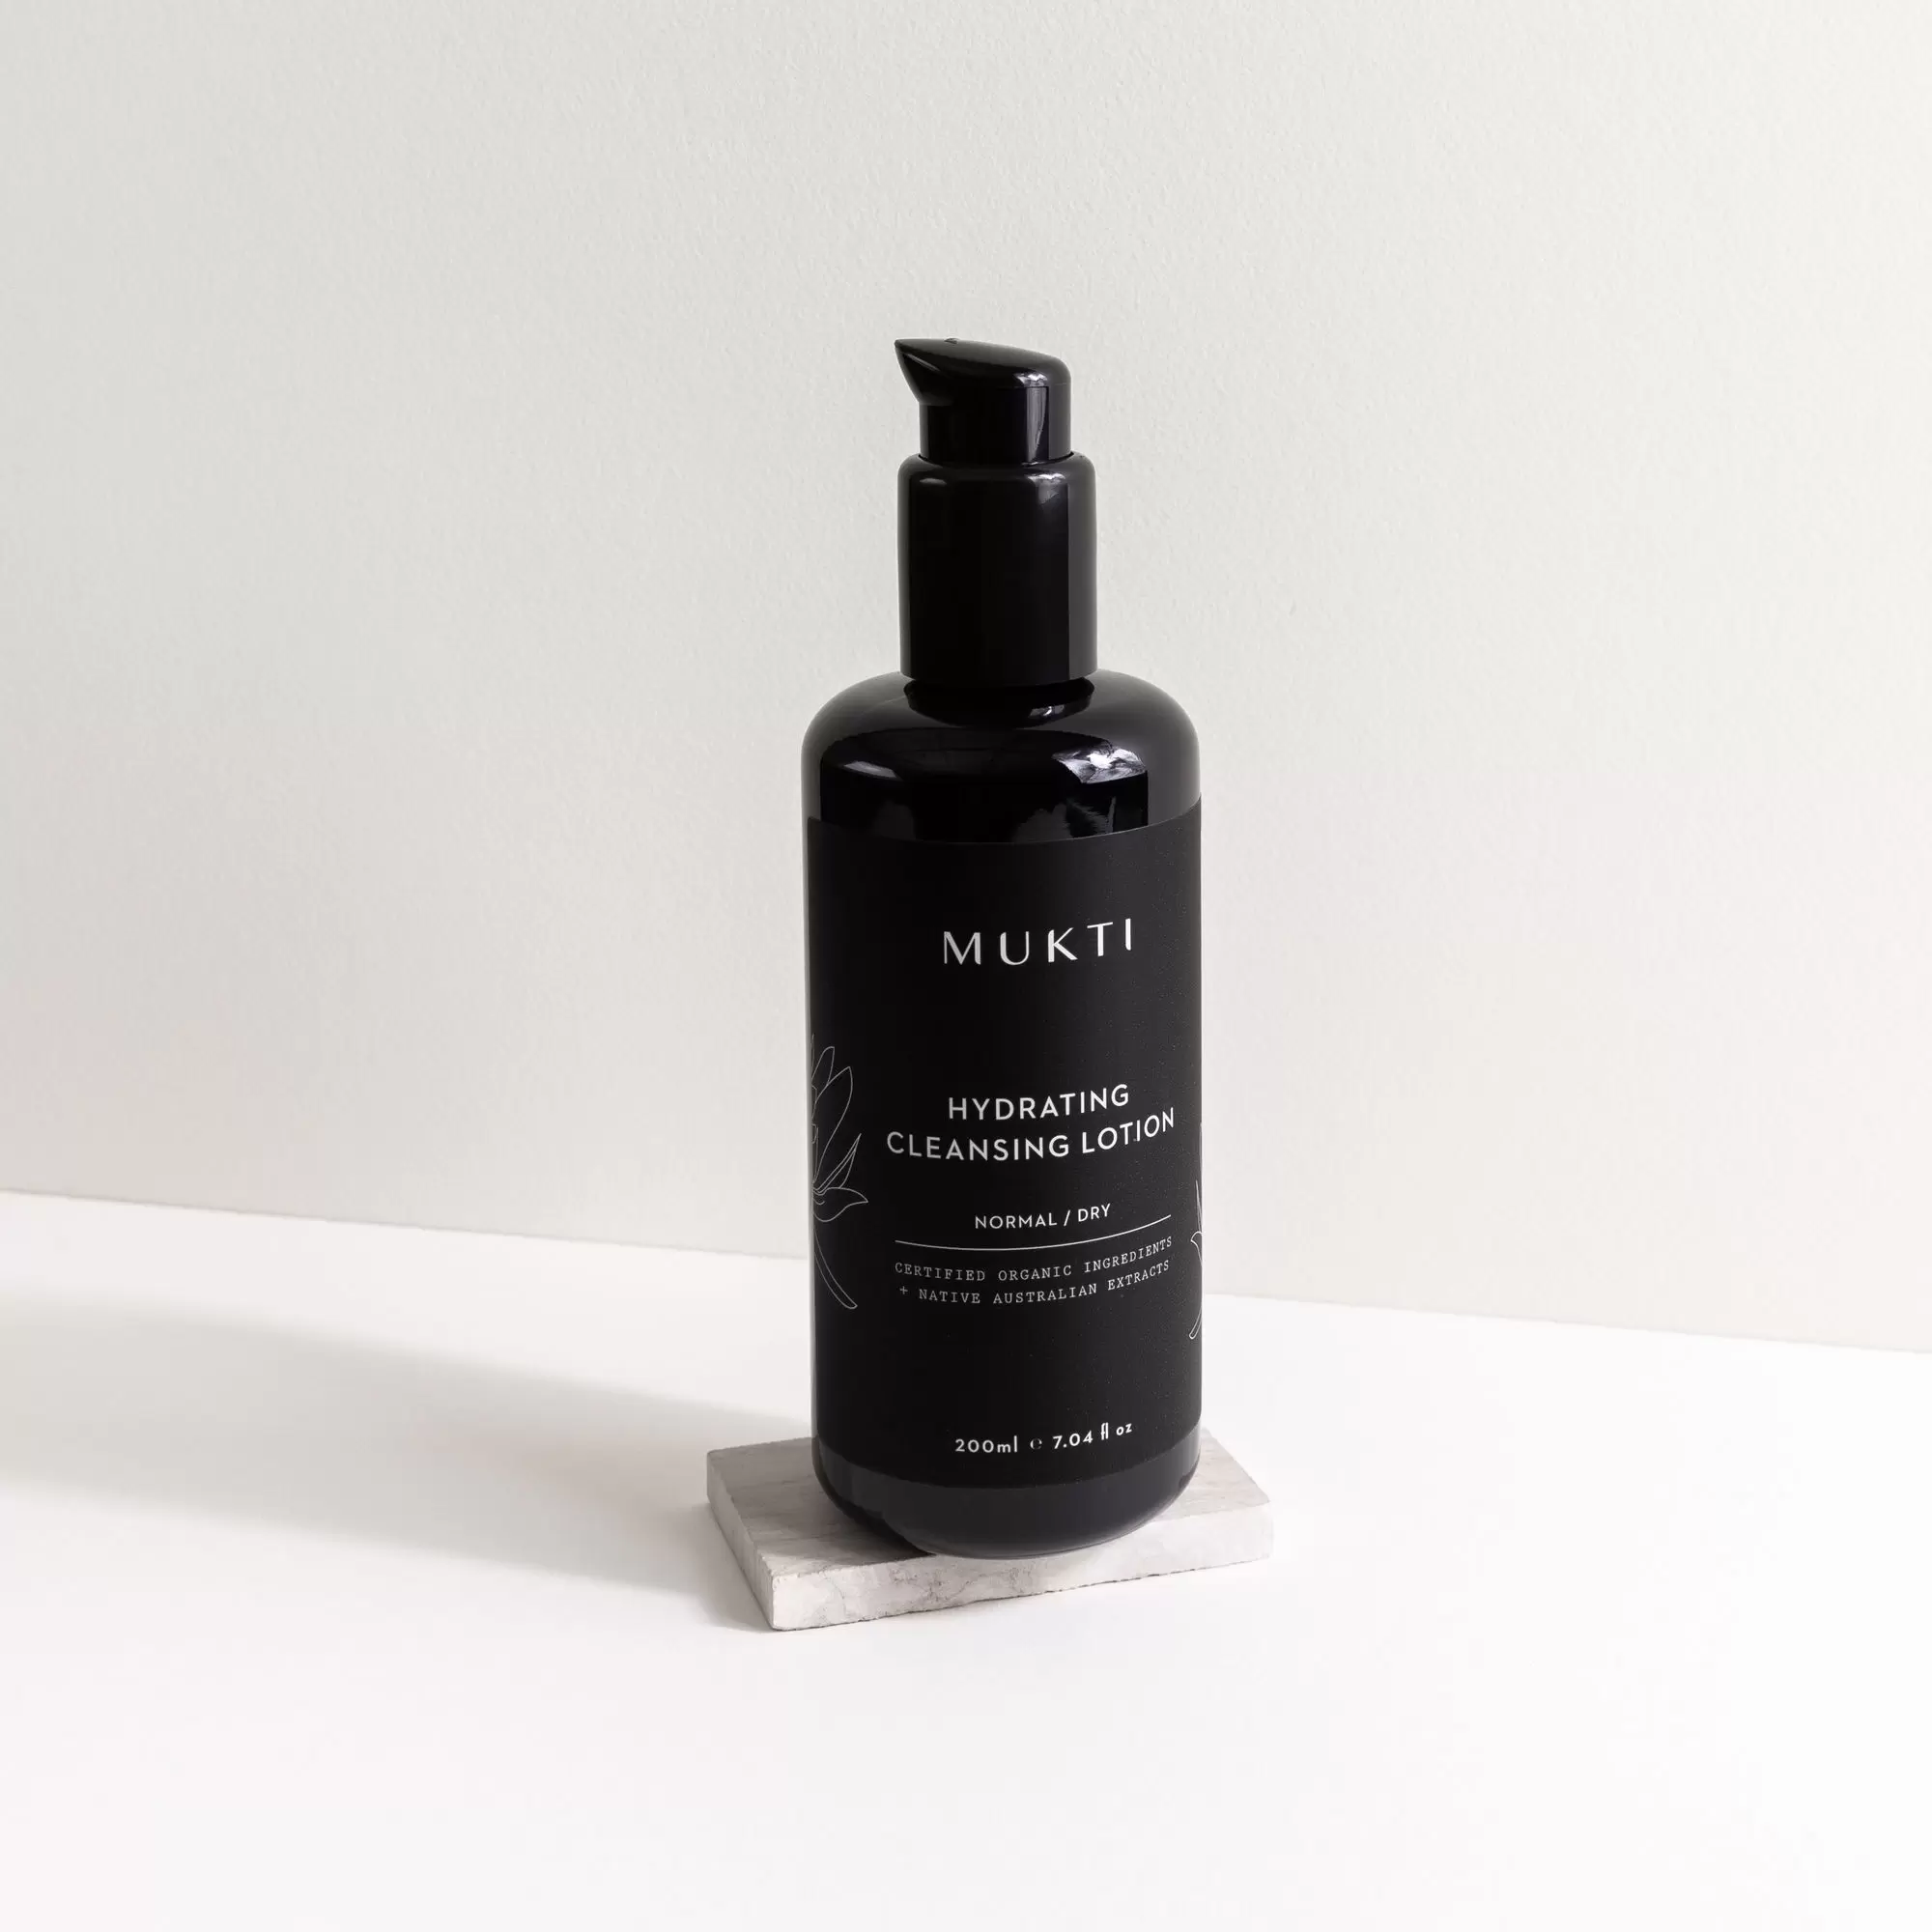 MUKTI
HYDRATING
CLEANSING LOTION
NORMAL / DRY
CERTIFIED ORGANIC INGREDIENTS
+ NATIVE AUSTRALIAN EXTRACTS
200ml ℮ 7.04 fl oz